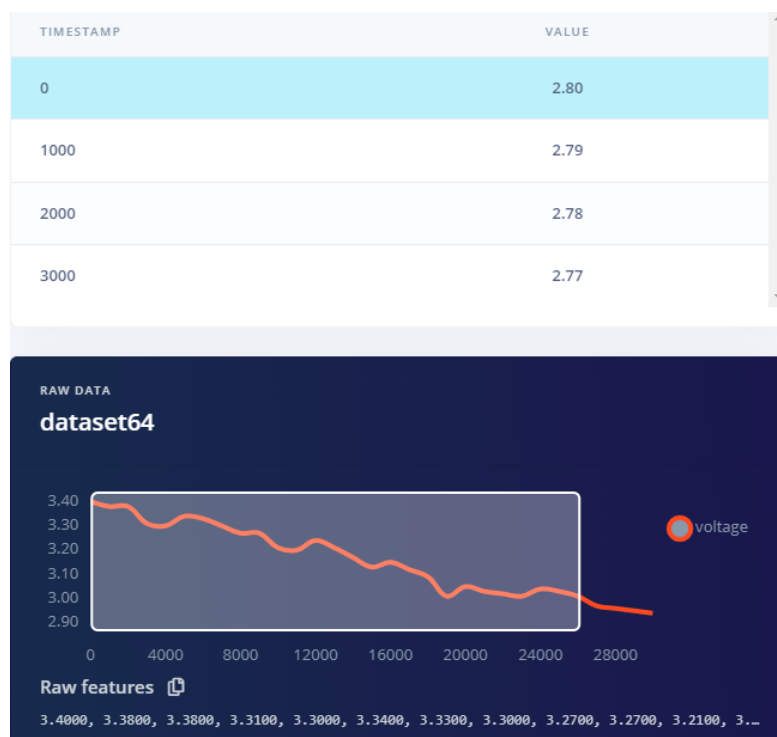 TIMESTAMP VALUE
0 2.80
1000 2.79
2000 2.78
3000 2.77
RAW DATA
dataset64
3.40
3.30
3.20
3.10
3.00
2.90
voltage
0 4000 8000 12000 16000 20000 24000 28000
Raw features
3.4000, 3.3800, 3.3800, 3.3100, 3.3000, 3.3400, 3.3300, 3.3000, 3.2700, 3.2700, 3.2100, 3.…